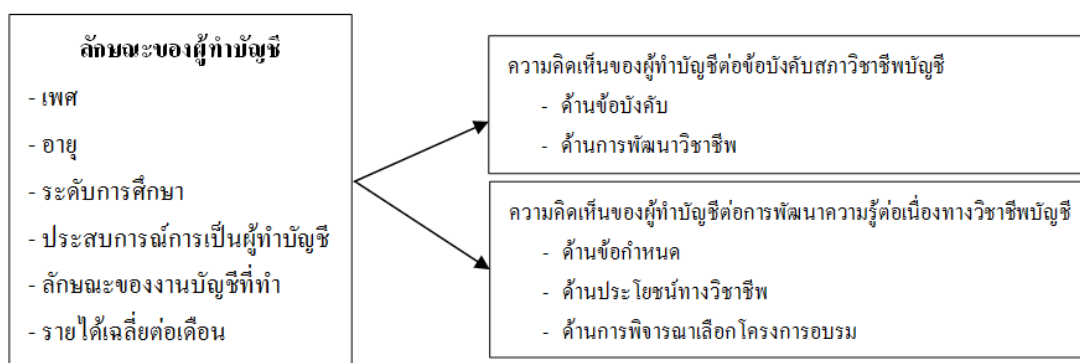 ลักษณะของผู้ทำบัญชี
- เพศ
- อายุ
- ระดับการศึกษา
- ประสบการณ์การเป็นผู้ทำบัญชี
- ลักษณะของงานบัญชีที่ทำ
- รายได้เฉลี่ยต่อเดือน
ความคิดเห็นของผู้ทำบัญชีต่อข้อบังคับสภาวิชาชีพบัญชี
- ด้านข้อบังคับ
- ด้านการพัฒนาวิชาชีพ
ความคิดเห็นของผู้ทำบัญชีต่อการพัฒนาความรู้ต่อเนื่องทางวิชาชีพบัญชี
- ด้านข้อกำหนด
- ด้านประโยชน์ทางวิชาชีพ
- ด้านการพิจารณาเลือกโครงการอบรม